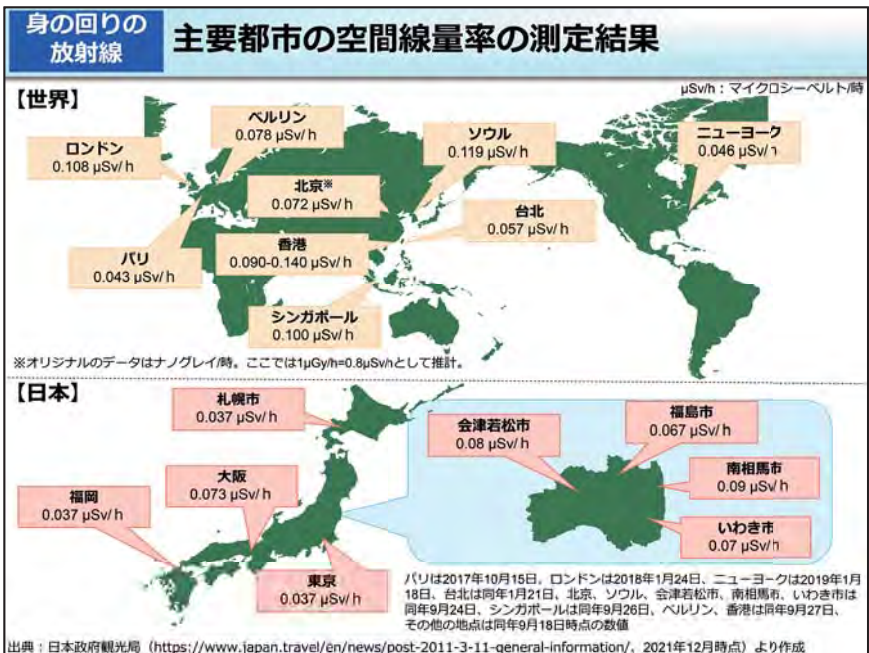 身の回りの
放射線
主要都市の空間線量率の測定結果
μSv/h：マイクロシーベルト/時
【世界】
ベルリン
0.078 μSv/h
ロンドン
0.108 μSv/h
ソウル
0.119 μSv/h
ニューヨーク
0.046 μSv/h
北京※
0.072 μSv/h
台北
0.057 μSv/h
香港
0.090-0.140 μSv/h
パリ
0.043 μSv/h
シンガポール
0.100 μSv/h
※オリジナルのデータはナノグレイ/時。ここでは1μGy/h=0.8μSv/hとして推計。
【日本】
札幌市
0.037 μSv/h
福島市
0.067 μSv/h
会津若松市
0.08 μSv/h
大阪
0.073 μSv/h
南相馬市
0.09 μSv/h
福岡
0.037 μSv/h
いわき市
0.07 μSv/h
東京
0.037 μSv/h
パリは2017年10月15日、ロンドンは2018年1月24日、ニューヨークは2019年1月
18日、台北は同年1月21日、北京、ソウル、会津若松市、南相馬市、いわき市は
同年9月24日、シンガポールは同年9月26日、ベルリン、香港は同年9月27日、
その他の地点は同年9月18日時点の数値
出典：日本政府観光局（https://www.japan.travel/en/news/post-2011-3-11-general-information/、2021年12月時点）より作成